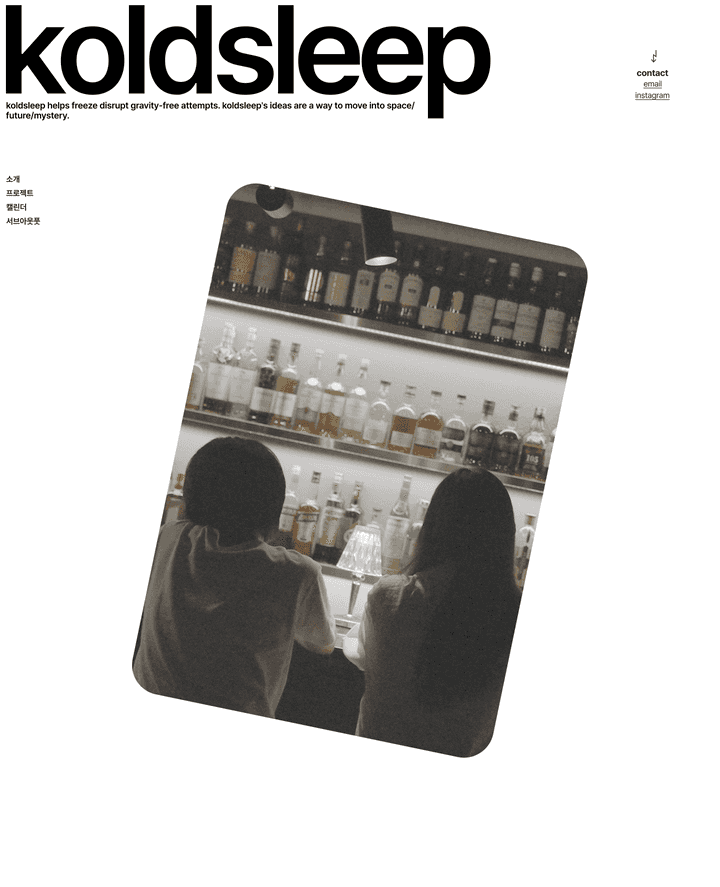 koldsleep
koldsleep helps freeze disrupt gravity-free attempts. koldsleep's ideas are a way to move into space/
future/mystery.
contact
email
instagram
소개
프로젝트
캘린더
서브아웃풋